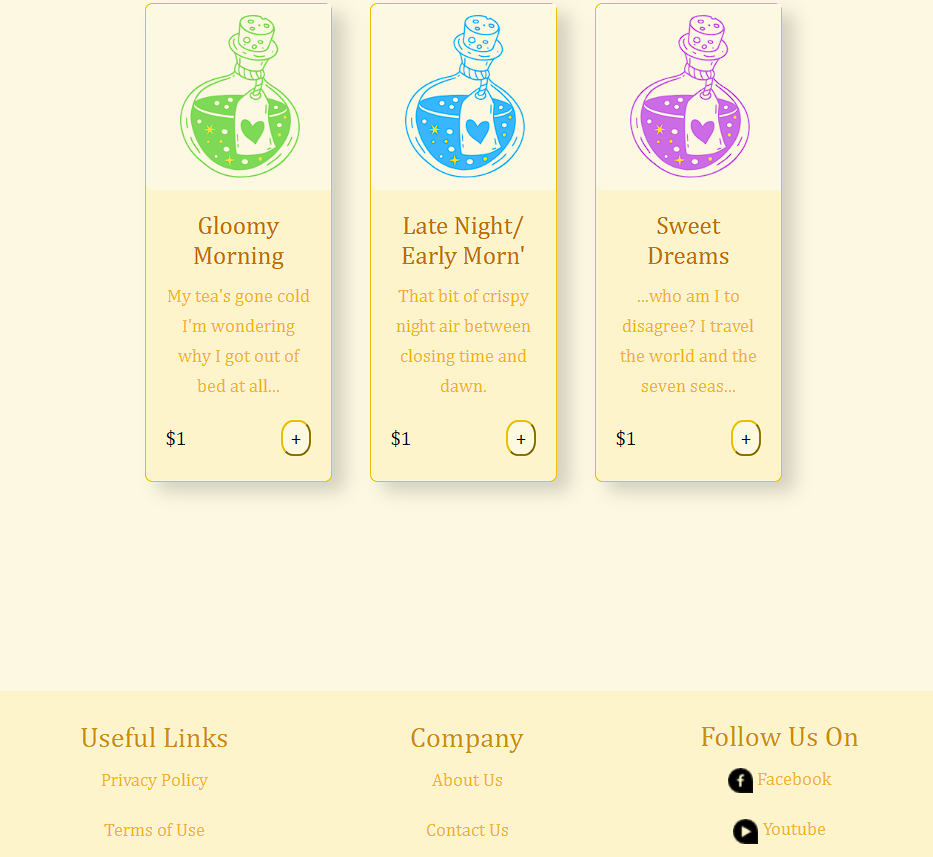 Gloomy
Morning
My tea's gone cold
I'm wondering
why I got out of
bed at all...
$1
+
Late Night/
Early Morn'
That bit of crispy
night air between
closing time and
dawn.
$1
+
Sweet
Dreams
...who am I to
disagree? I travel
the world and the
seven seas...
$1
+
Useful Links
Privacy Policy
Terms of Use
Company
About Us
Contact Us
Follow Us On
Facebook
Youtube